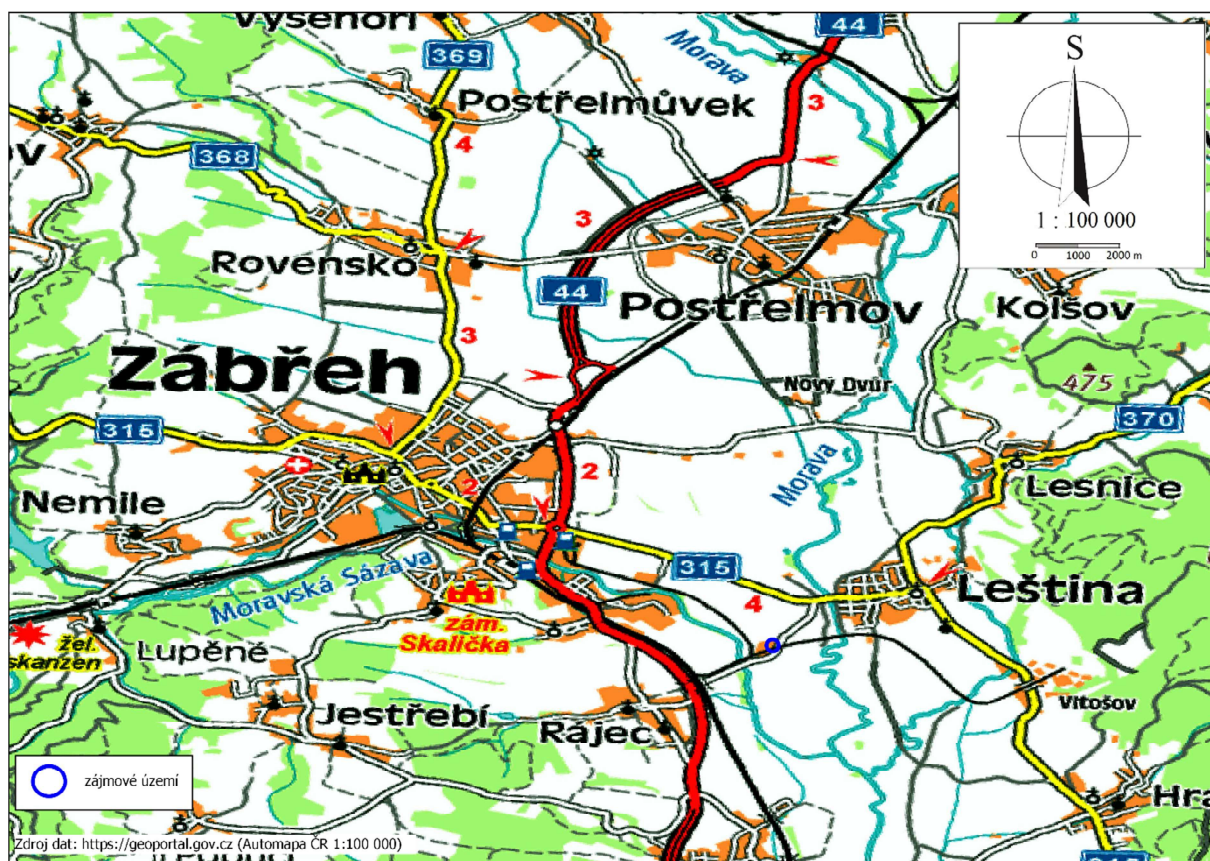 Vyšehoří
44
369
Morava
S
Postřelmůvek
3
4
368
1 : 100 000
0 1000 2000 m
3
Rovensko
44
Postřelmov
Kolšov
3
Zábřeh
Nový Dvůr
475
315
370
2
2
Morava
Nemile
Lesnice
Moravská Sázava
315
4
Leština
zám.
Skalička
žel.
skanzen
Lupěné
Vitošov
Jestřebí
Rájec
zájmové území
Hra
Zdroj dat: https://geoportal.gov.cz (Automapa ČR 1:100 000)